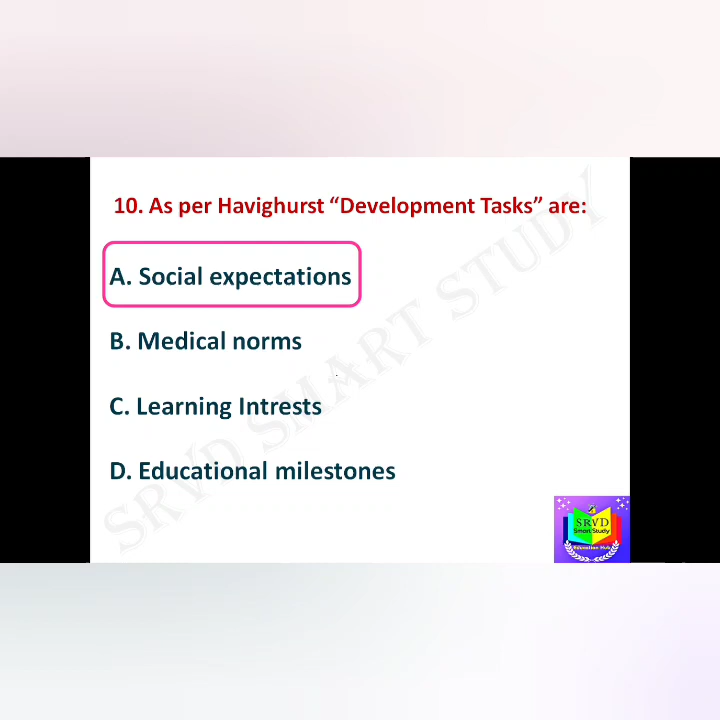 10. As per Havighurst “Development Tasks” are:
A. Social expectations
B. Medical norms
C. Learning Intrests
D. Educational milestones
SRVD SMART STUDY
SRVD
Smart Study
Education Hub